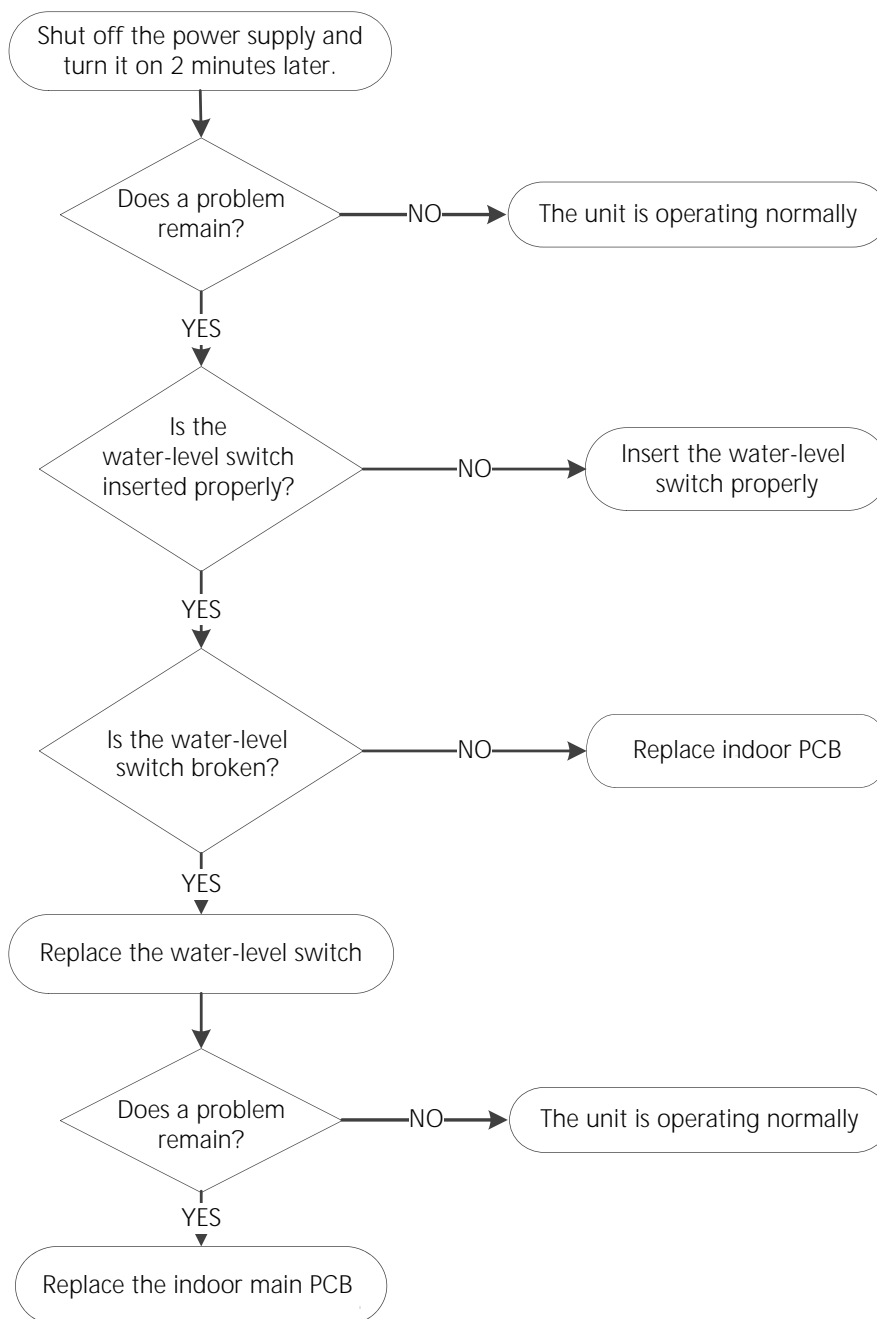 Shut off the power supply and
turn it on 2 minutes later.
Does a problem
remain?
NO
The unit is operating normally
YES
Is the
water-level switch
inserted properly?
NO
Insert the water-level
switch properly
YES
Is the water-level
switch broken?
NO
Replace indoor PCB
YES
Replace the water-level switch
Does a problem
remain?
NO
The unit is operating normally
YES
Replace the indoor main PCB